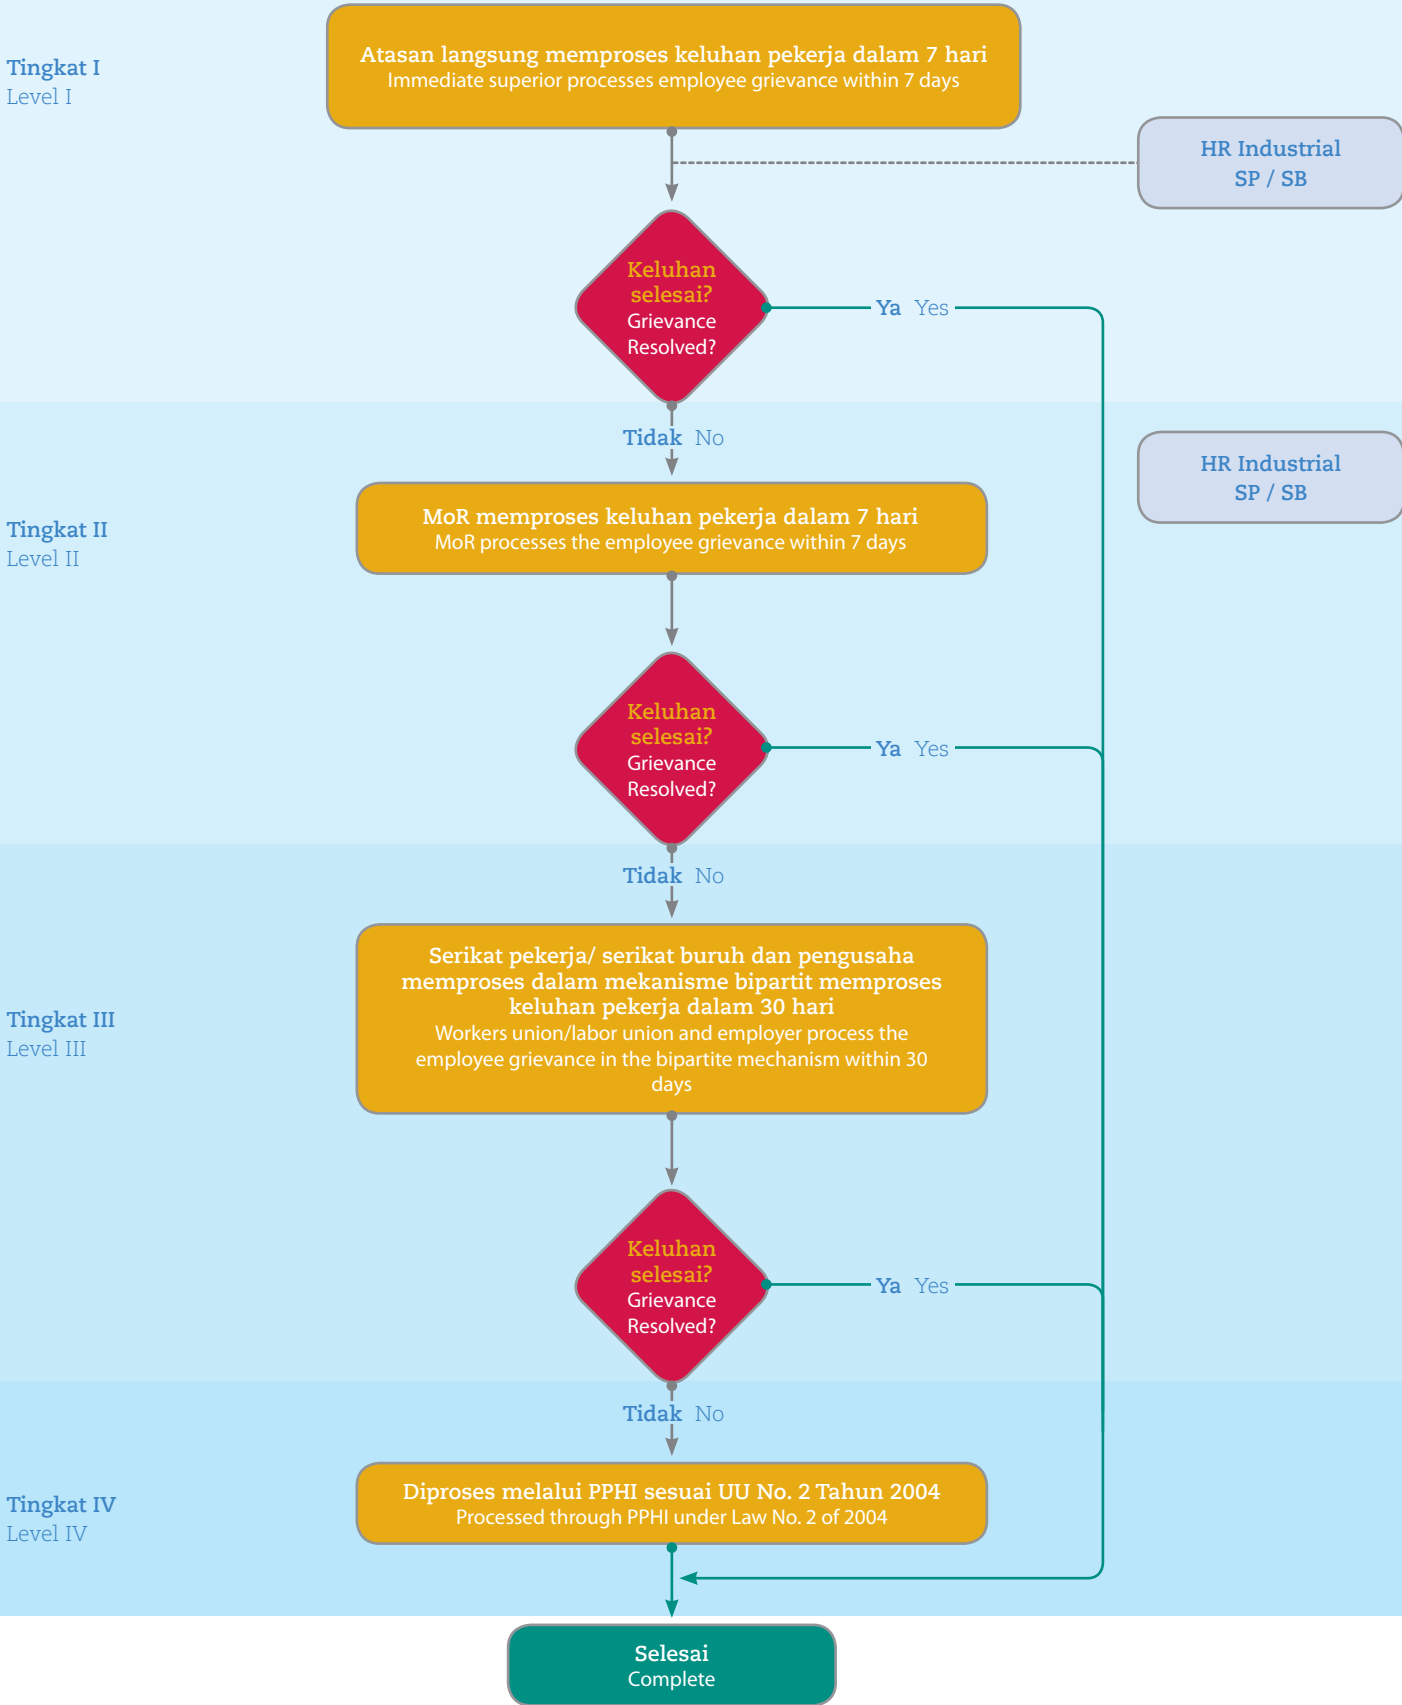 Tingkat I
Level I
Atasan langsung memproses keluhan pekerja dalam 7 hari
Immediate superior processes employee grievance within 7 days
HR Industrial
SP / SB
Keluhan
selesai?
Grievance
Resolved?
Ya Yes
Tidak No
HR Industrial
SP / SB
Tingkat II
Level II
MoR memproses keluhan pekerja dalam 7 hari
MoR processes the employee grievance within 7 days
Keluhan
selesai?
Grievance
Resolved?
Ya Yes
Tidak No
Tingkat III
Level III
Serikat pekerja/ serikat buruh dan pengusaha
memproses dalam mekanisme bipartit memproses
keluhan pekerja dalam 30 hari
Workers union/labor union and employer process the
employee grievance in the bipartite mechanism within 30
days
Keluhan
selesai?
Grievance
Resolved?
Ya Yes
Tidak No
Tingkat IV
Level IV
Diproses melalui PPHI sesuai UU No. 2 Tahun 2004
Processed through PPHI under Law No. 2 of 2004
Selesai
Complete